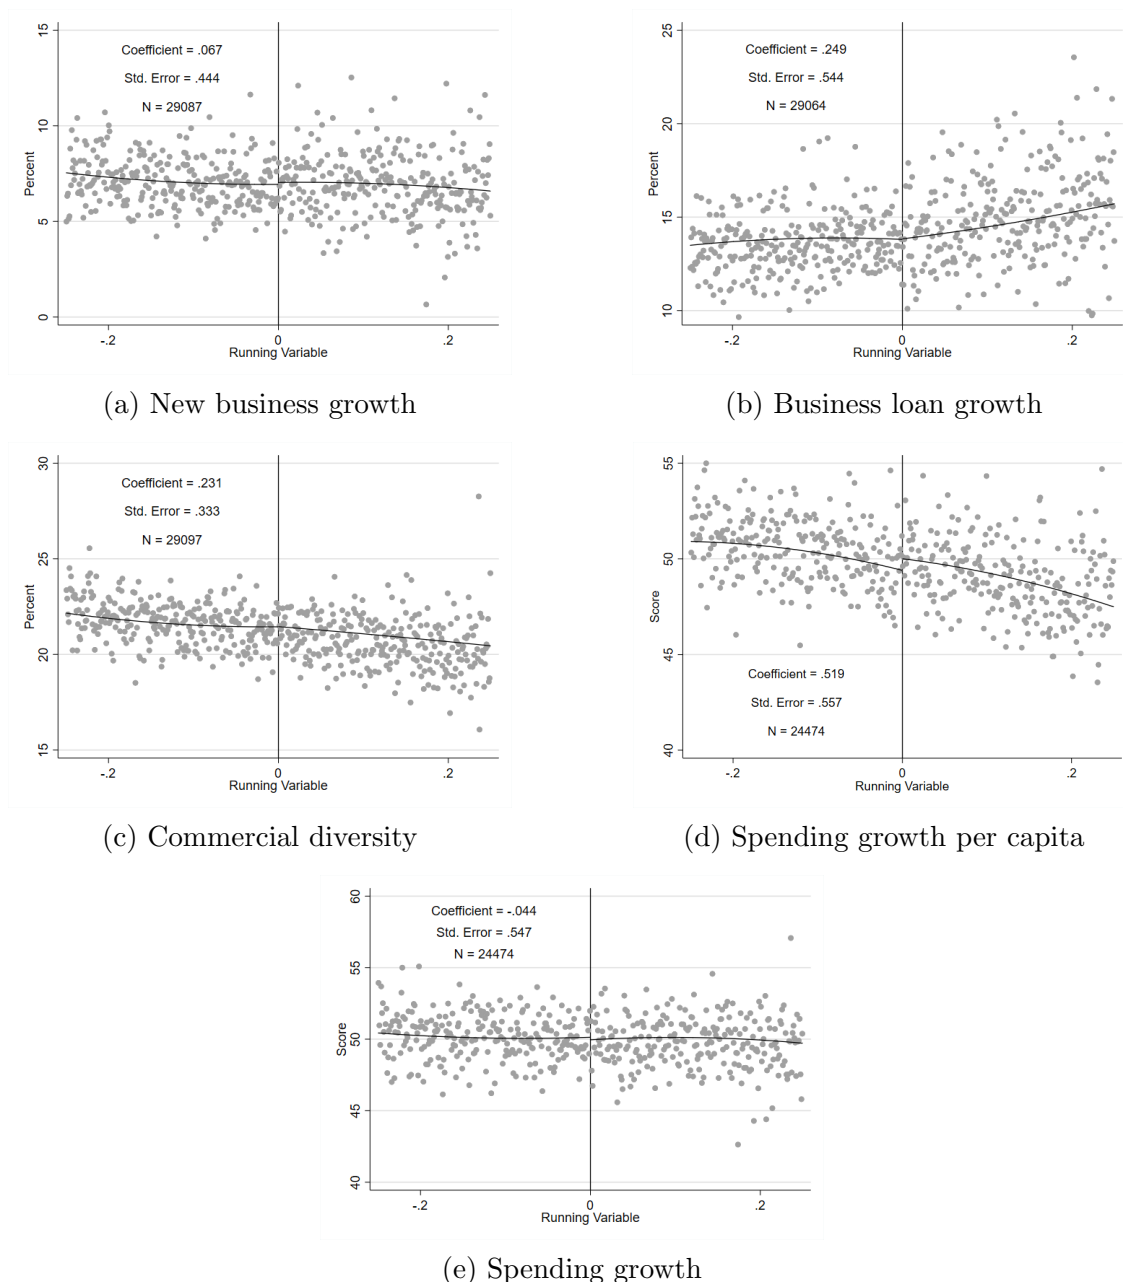 15
10
5
0
Percent
Coefficient = .067
Std. Error = .444
N = 29087
-.2 0 .2
Running Variable
(a) New business growth
25
20
15
10
Percent
Coefficient = .249
Std. Error = .544
N = 29064
-.2 0 .2
Running Variable
(b) Business loan growth
30
25
20
15
Percent
Coefficient = .231
Std. Error = .333
N = 29097
-.2 0 .2
Running Variable
(c) Commercial diversity
55
50
45
40
Score
Coefficient = .519
Std. Error = .557
N = 24474
-.2 0 .2
Running Variable
(d) Spending growth per capita
60
55
50
45
40
Score
Coefficient = -.044
Std. Error = .547
N = 24474
-.2 0 .2
Running Variable
(e) Spending growth